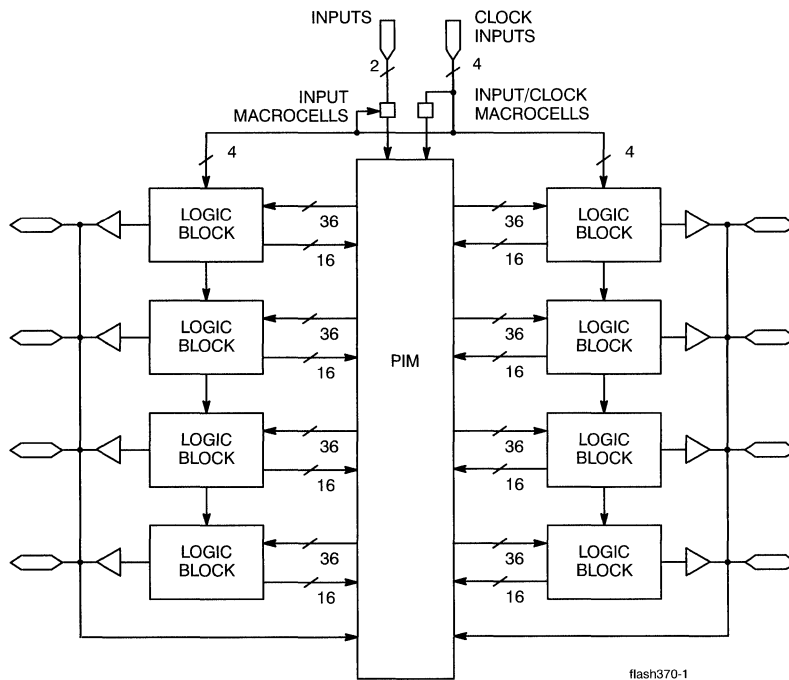 INPUTS
CLOCK
INPUTS
2
4
INPUT
MACROCELLS
INPUT/CLOCK
MACROCELLS
4
4
LOGIC
BLOCK
36
16
36
16
LOGIC
BLOCK
LOGIC
BLOCK
36
16
PIM
36
16
LOGIC
BLOCK
LOGIC
BLOCK
36
16
36
16
LOGIC
BLOCK
LOGIC
BLOCK
36
16
36
16
LOGIC
BLOCK
flash370-1